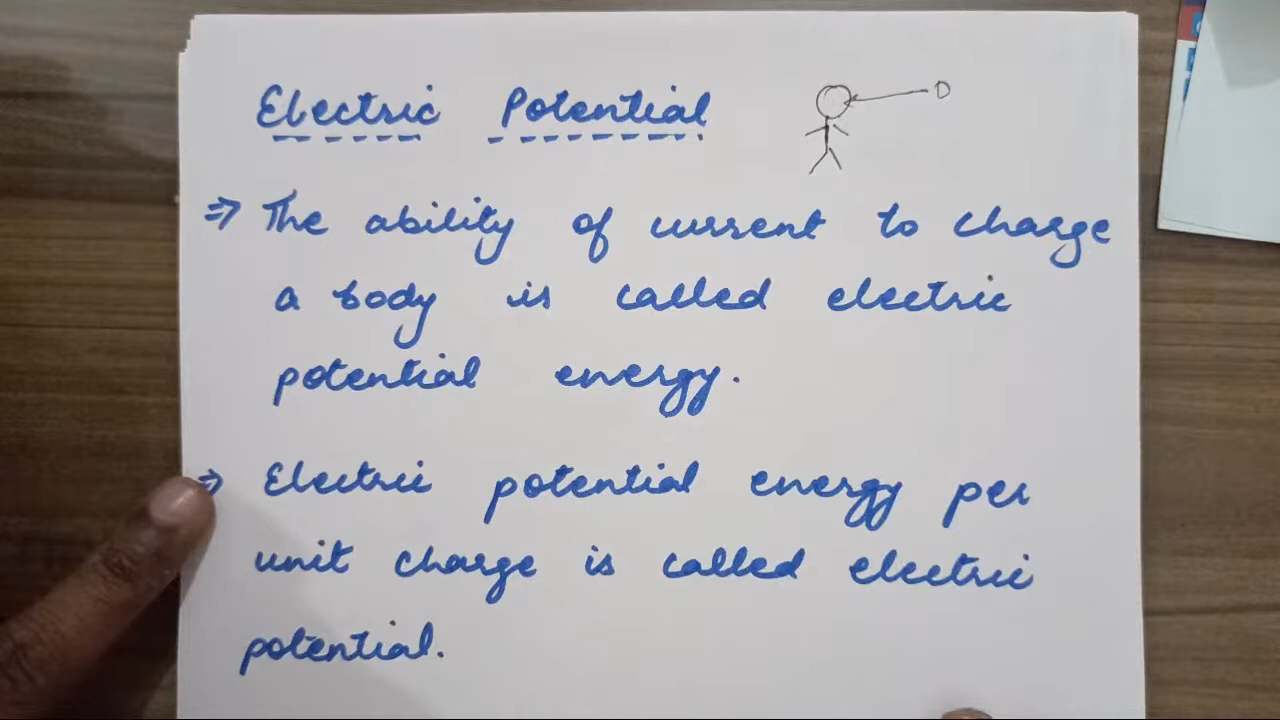 Electric Potential
D
⇒ The ability of current to charge
a body is called electric
potential energy.
⇒ Electric potential energy per
unit charge is called electric
potential.